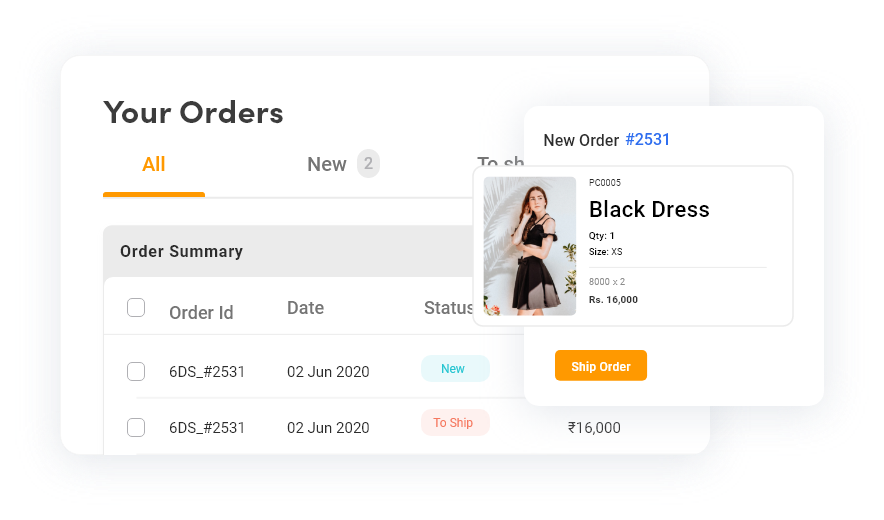 Your Orders
All
New 2
To sh
Order Summary
Order Id
Date
Status
6DS_#2531
02 Jun 2020
New
6DS_#2531
02 Jun 2020
To Ship
₹16,000
New Order #2531
PC0005
Black Dress
Qty: 1
Size: XS
8000 x 2
Rs. 16,000
Ship Order